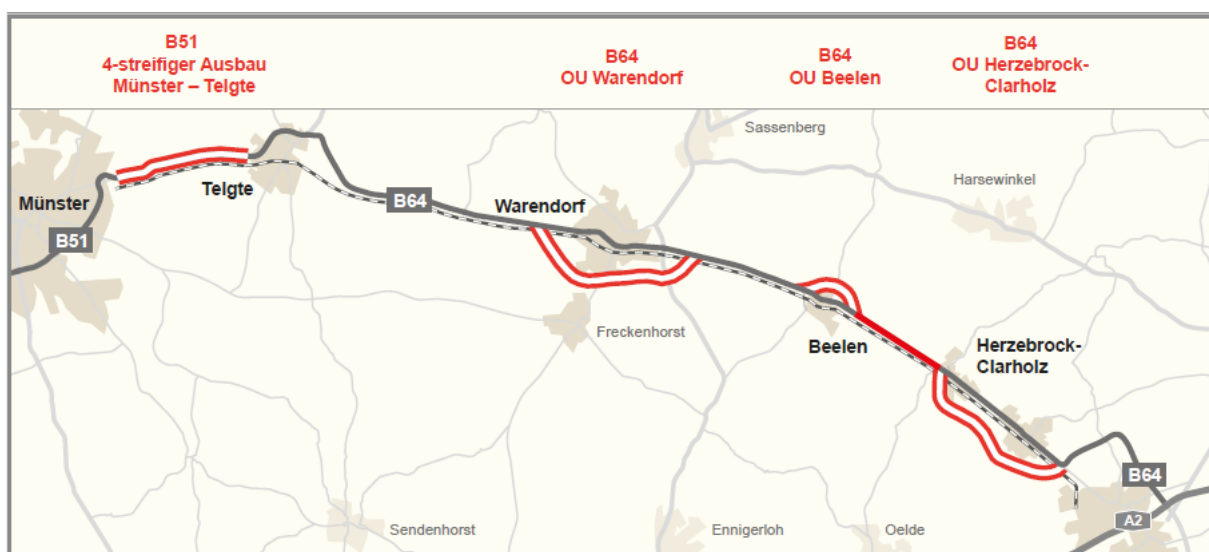 B51
4-streifiger Ausbau
Münster – Telgte
B64
OU Warendorf
B64
OU Beelen
B64
OU Herzebrock-
Clarholz
Sassenberg
Harsewinkel
Telgte
Münster
B64
Warendorf
B51
Freckenhorst
Beelen
Herzebrock-
Clarholz
B64
A2
Sendenhorst
Ennigerloh
Oelde